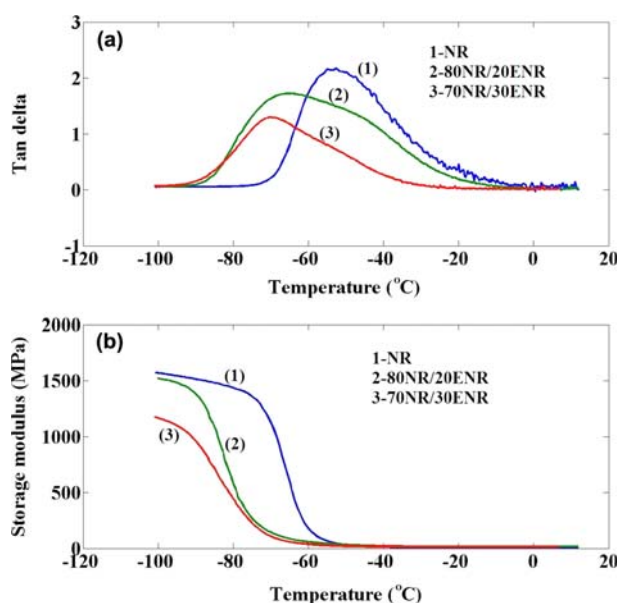 (a)
3
2
1
0
-1
Tan delta
1-NR
2-80NR/20ENR
3-70NR/30ENR
(1)
(2)
(3)
-120 -100 -80 -60 -40 -20 0 20
Temperature (°C)
(b)
2000
1500
1000
500
0
Storage modulus (MPa)
1-NR
2-80NR/20ENR
3-70NR/30ENR
(1)
(2)
(3)
-120 -100 -80 -60 -40 -20 0 20
Temperature (°C)